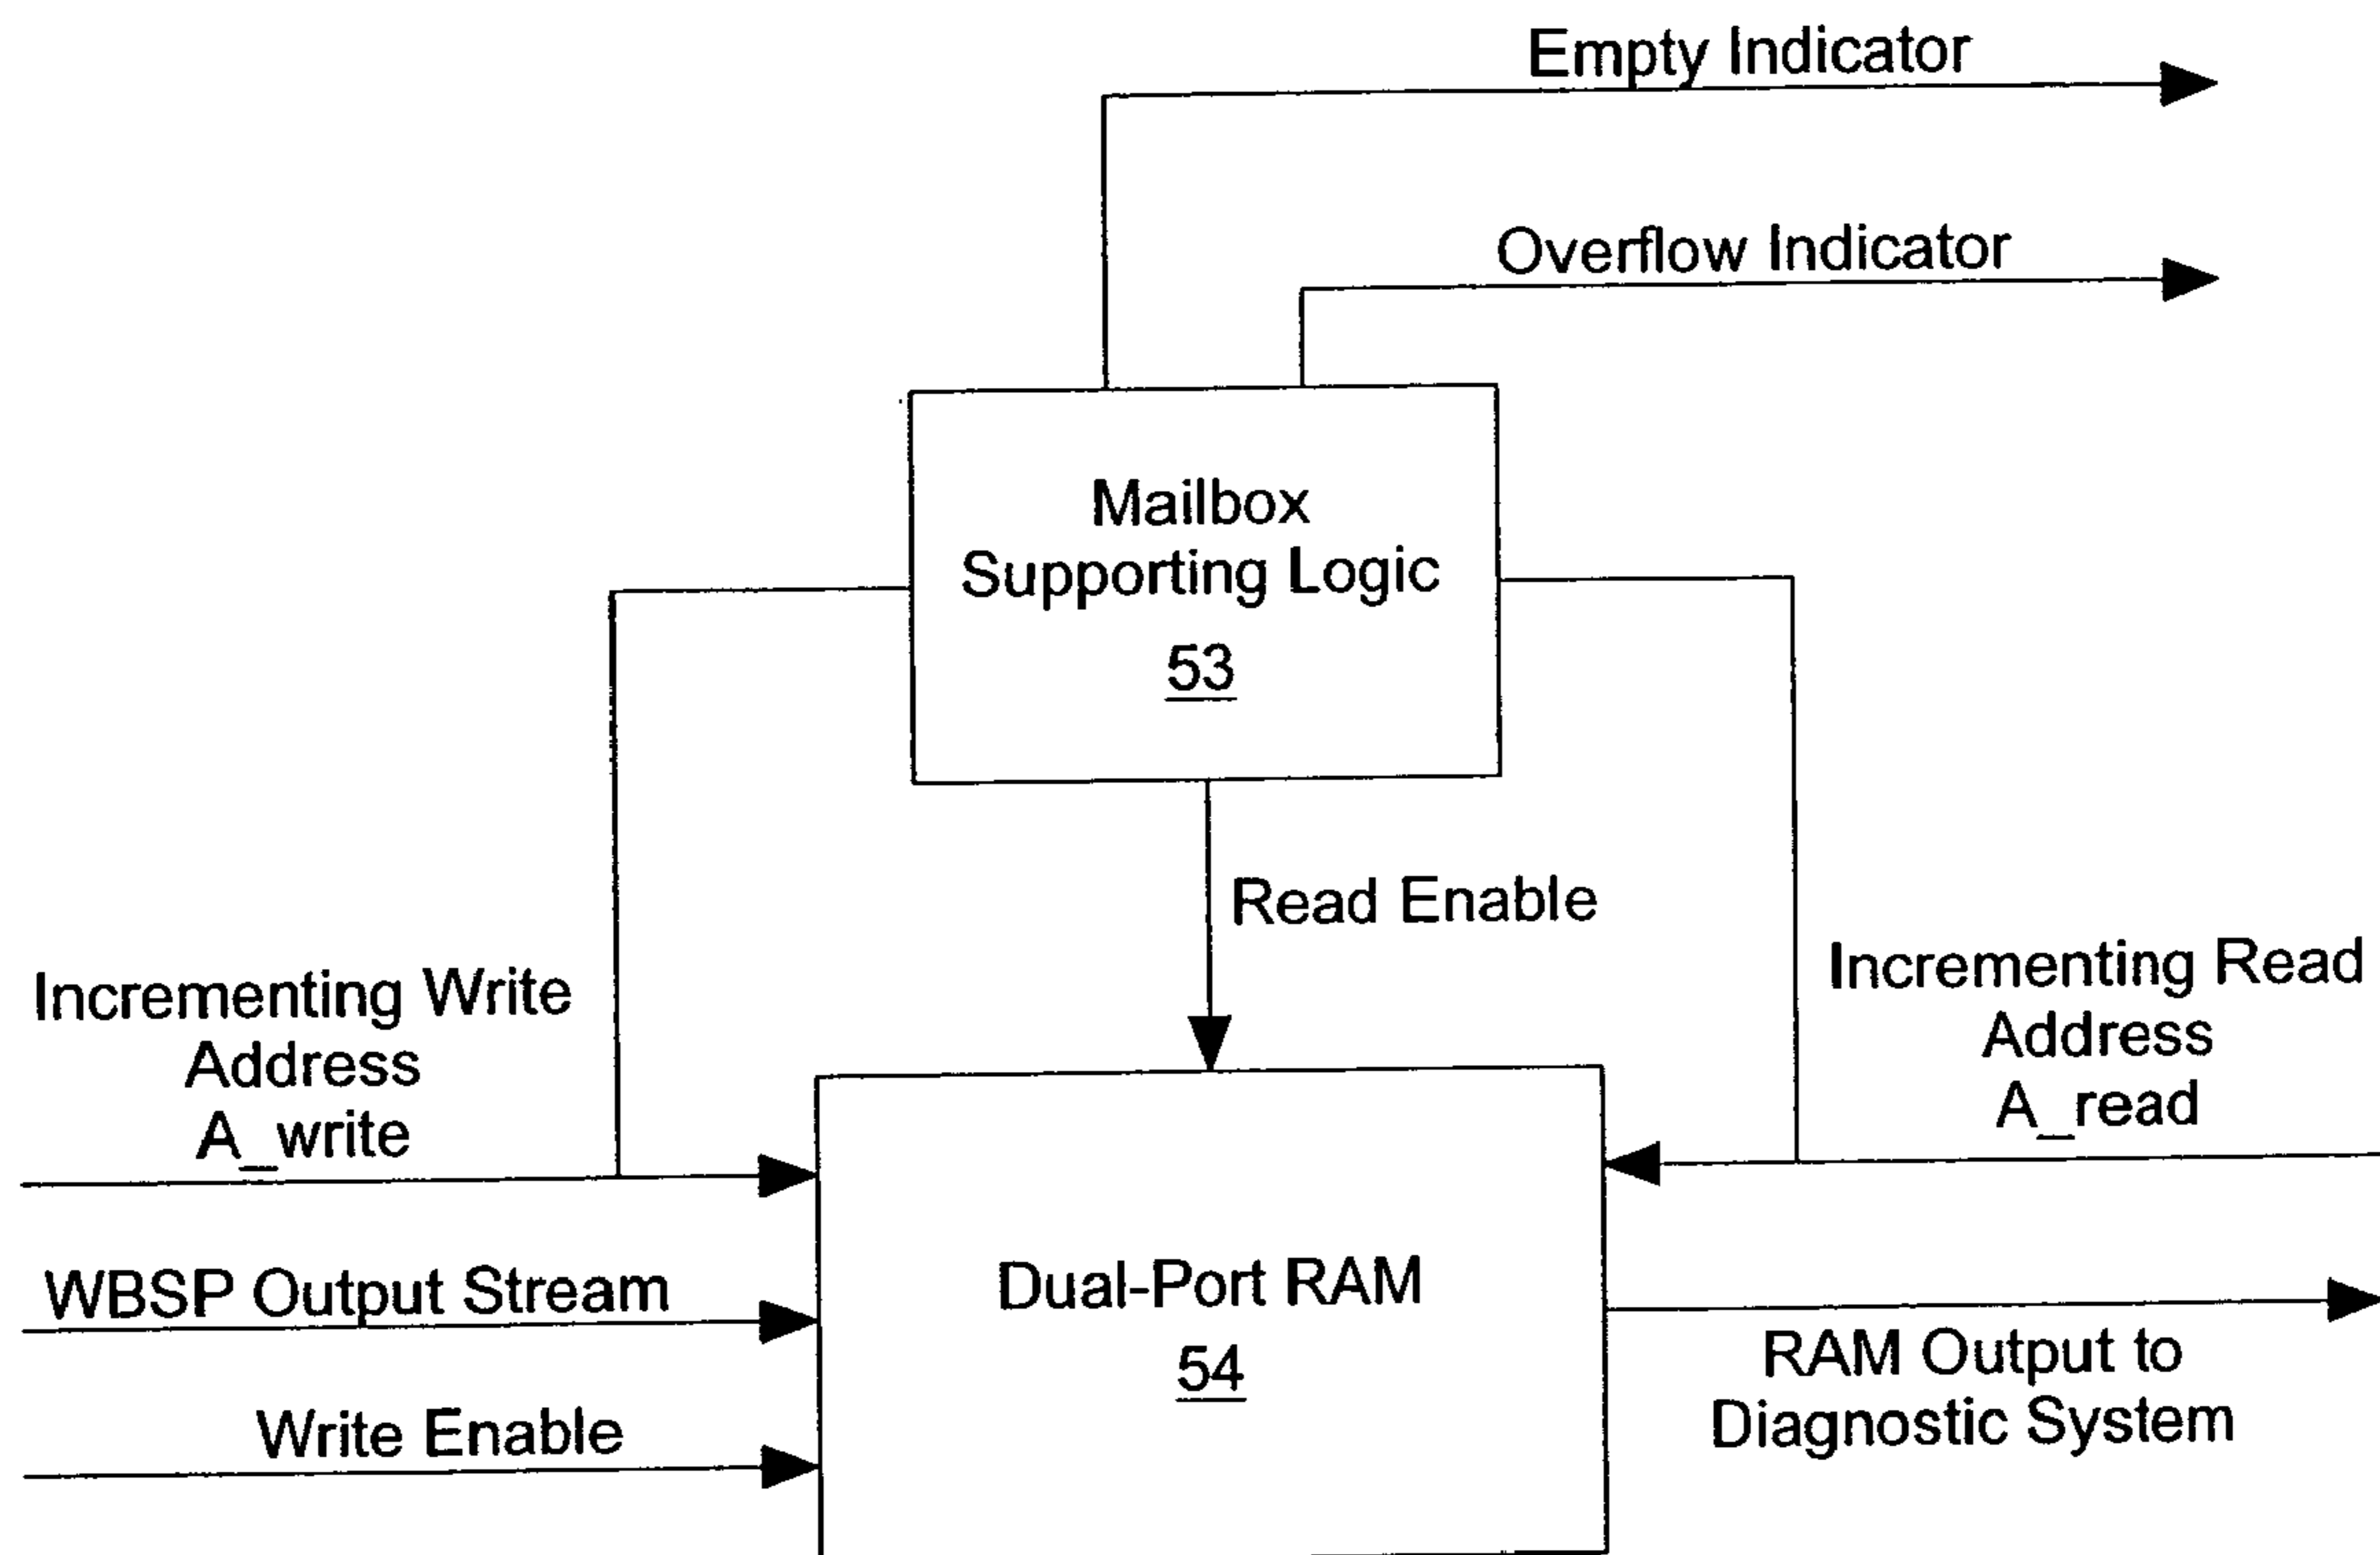 Empty Indicator
Overflow Indicator
Mailbox
Supporting Logic
53
Read Enable
Incrementing Write
Address
A_write
Incrementing Read
Address
A_read
WBSP Output Stream
Write Enable
Dual-Port RAM
54
RAM Output to
Diagnostic System